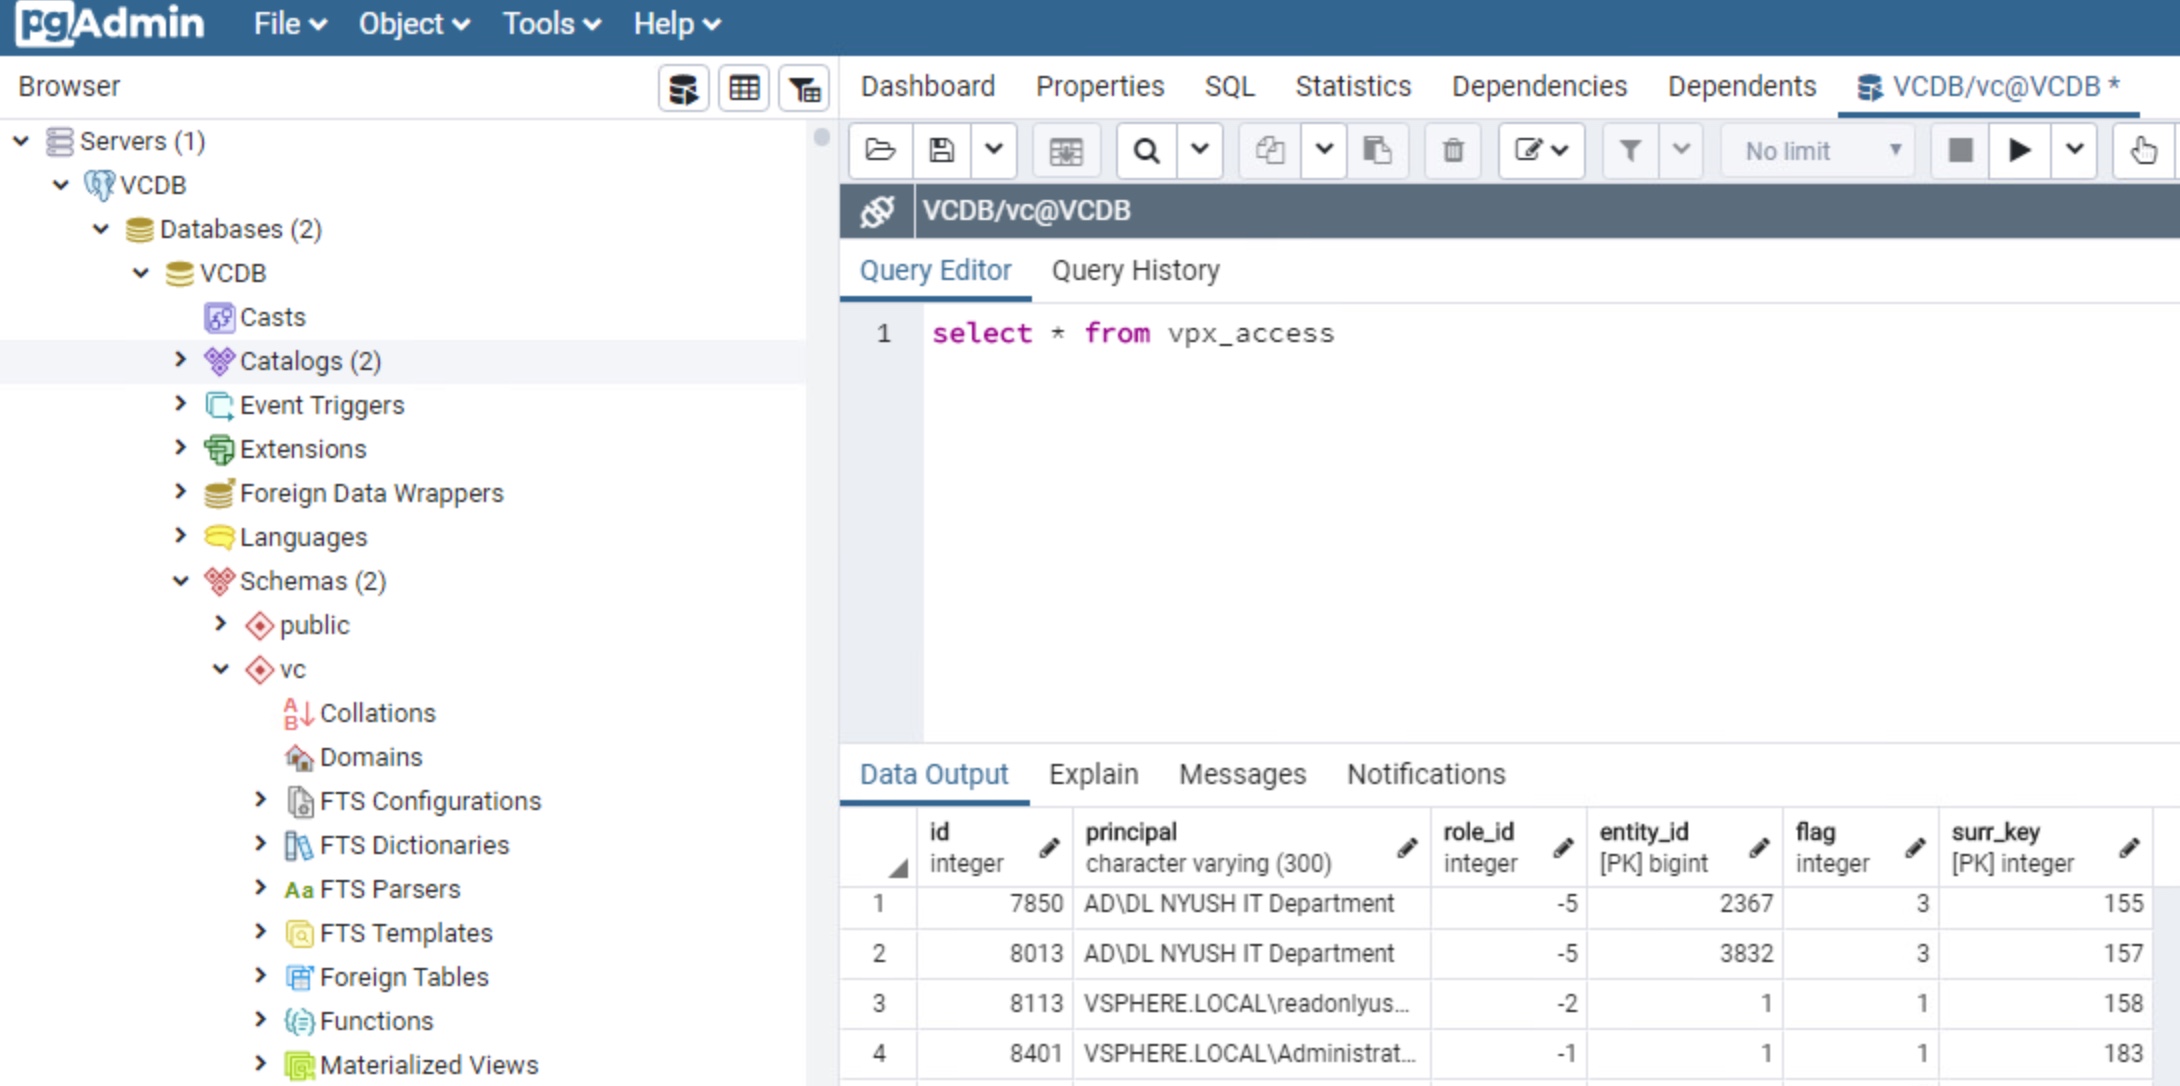 pgAdmin File Object Tools Help
Browser
Dashboard Properties SQL Statistics Dependencies Dependents VCDB/vc@VCDB *
Servers (1)
VCDB
Databases (2)
VCDB
Casts
Catalogs (2)
Event Triggers
Extensions
Foreign Data Wrappers
Languages
Schemas (2)
public
vc
Collations
Domains
FTS Configurations
FTS Dictionaries
Aa FTS Parsers
FTS Templates
Foreign Tables
Functions
Materialized Views
No limit
VCDB/vc@VCDB
Query Editor Query History
1 select * from vpx_access
Data Output Explain Messages Notifications
id principal role_id entity_id flag surr_key
integer character varying (300) integer [PK] bigint integer [PK] integer
1 7850 AD\DL NYUSH IT Department -5 2367 3 155
2 8013 AD\DL NYUSH IT Department -5 3832 3 157
3 8113 VSPHERE.LOCAL\readonlyus... -2 1 1 158
4 8401 VSPHERE.LOCAL\Administrat... -1 1 1 183